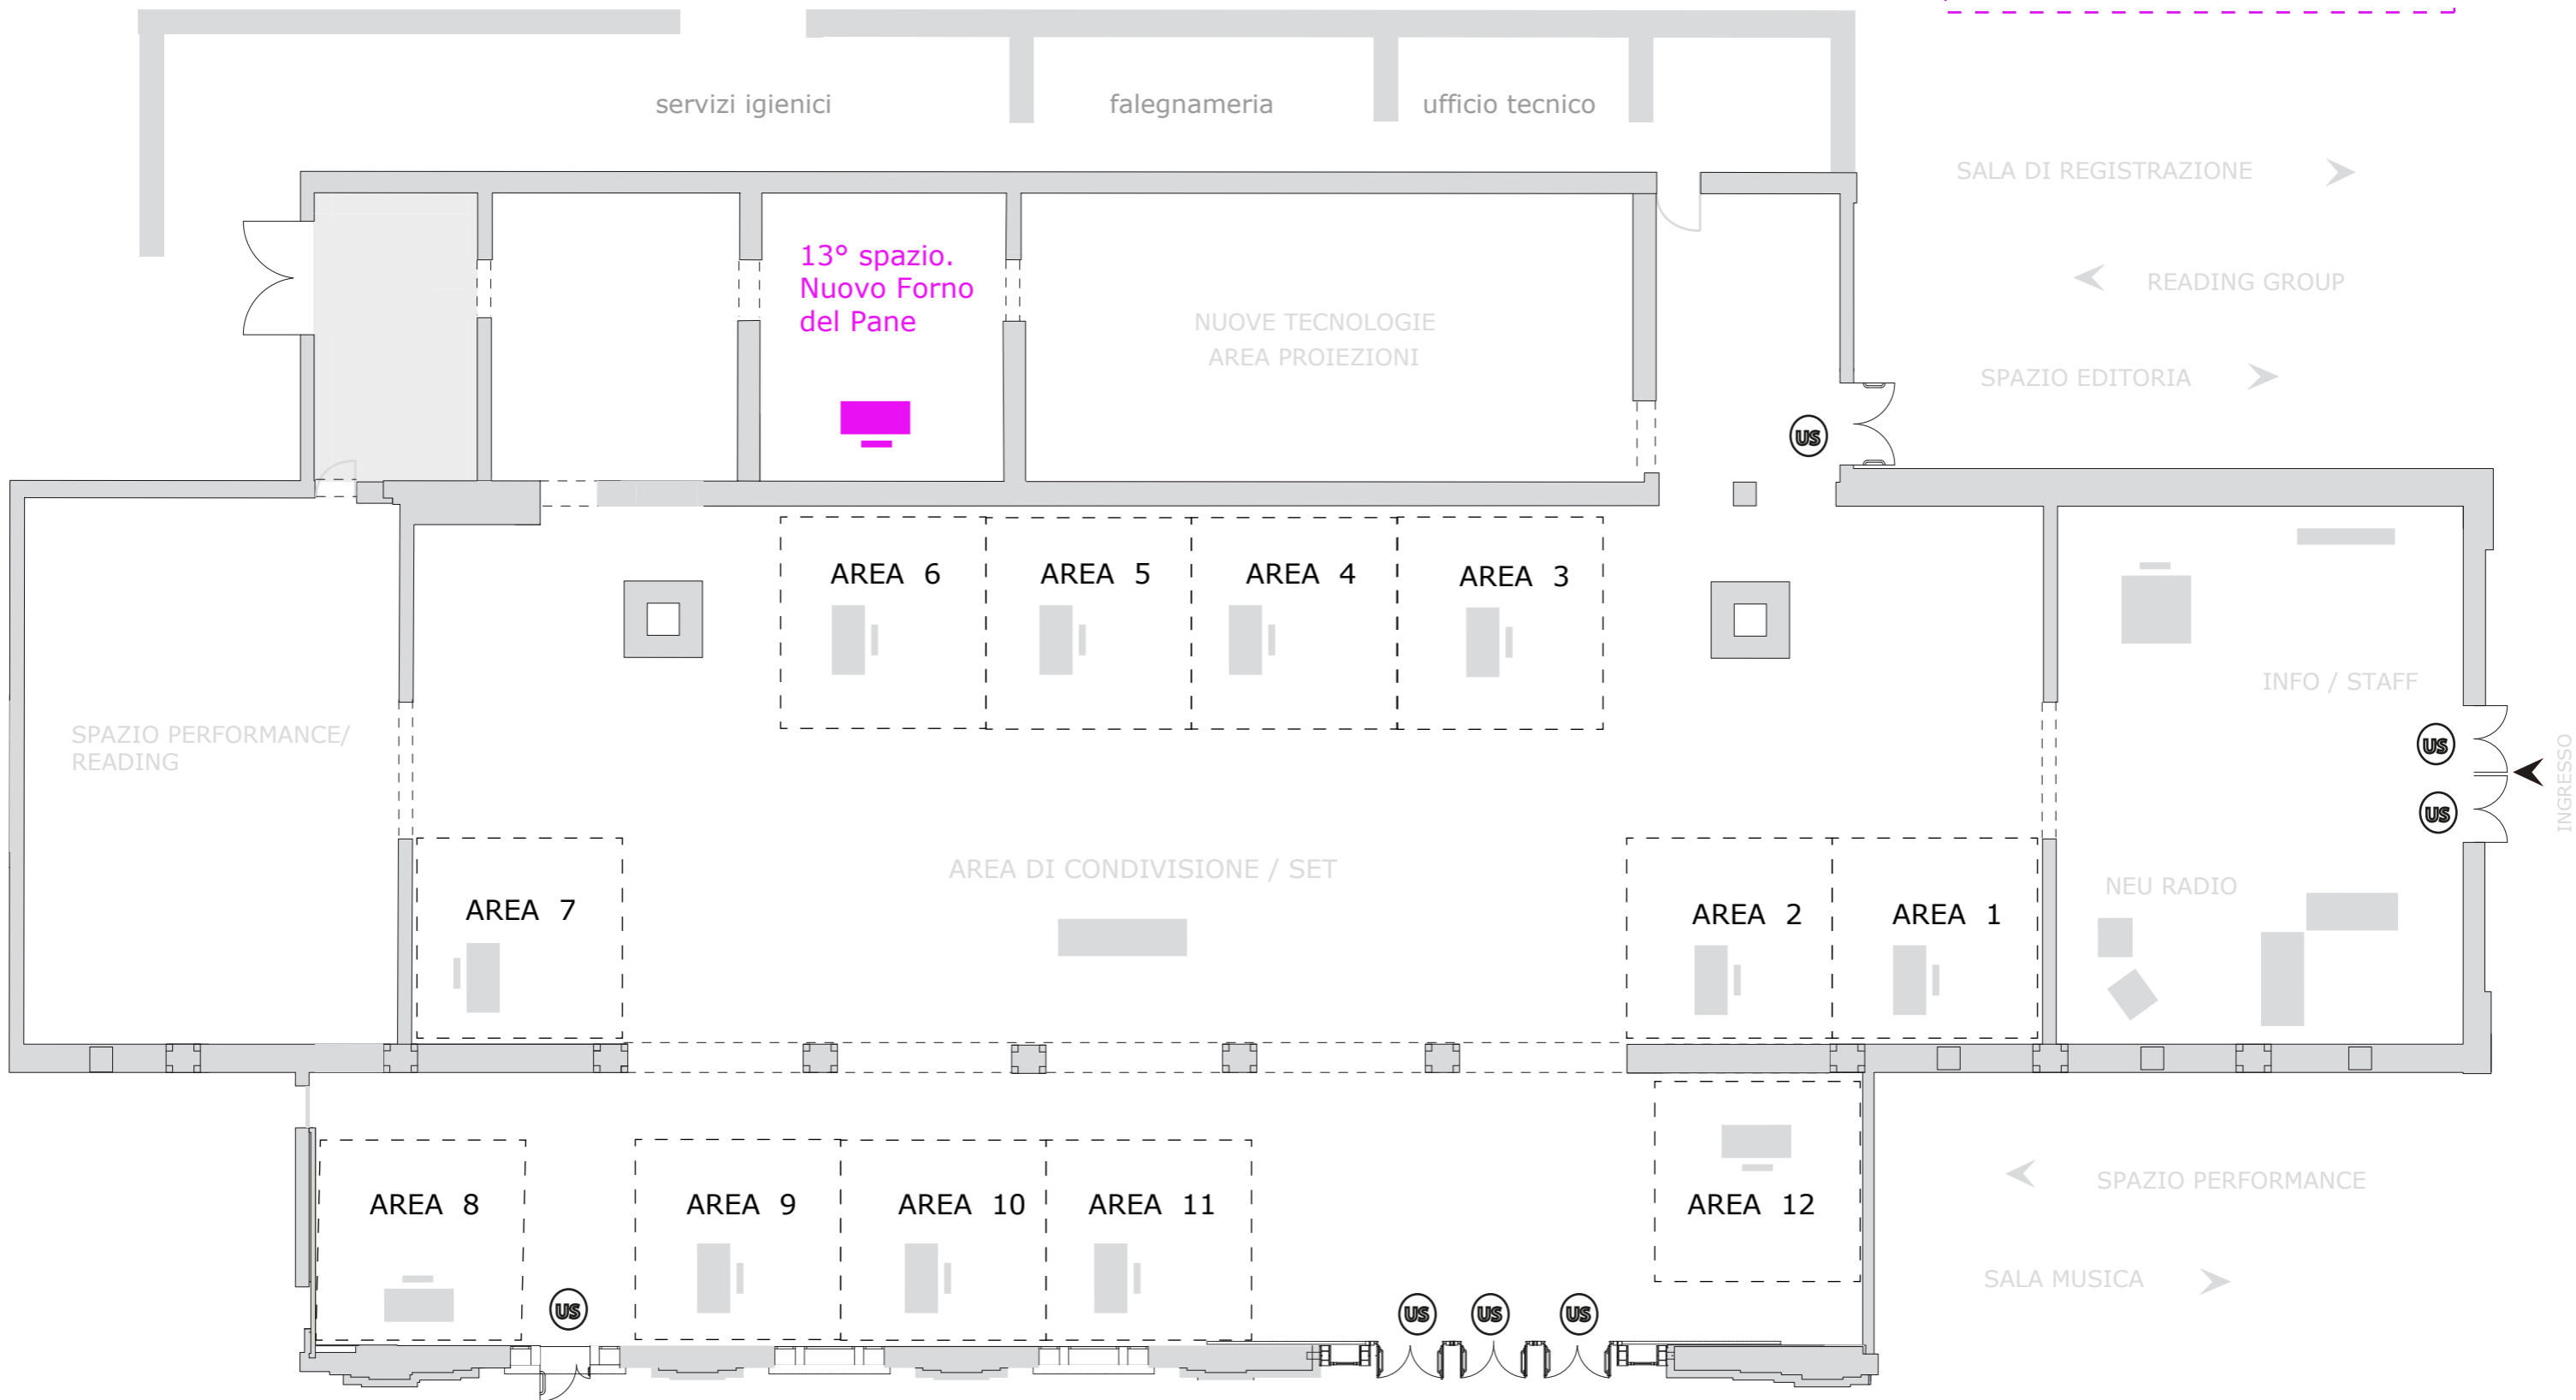 servizi igienici
falegnameria
ufficio tecnico
SALA DI REGISTRAZIONE
13° spazio.
Nuovo Forno
del Pane
READING GROUP
NUOVE TECNOLOGIE
AREA PROIEZIONI
SPAZIO EDITORIA
US
AREA 6
AREA 5
AREA 4
AREA 3
INFO / STAFF
SPAZIO PERFORMANCE/
READING
US
US
INGRESSO
AREA DI CONDIVISIONE / SET
NEU RADIO
AREA 7
AREA 2
AREA 1
SPAZIO PERFORMANCE
AREA 8
AREA 9
AREA 10
AREA 11
AREA 12
SALA MUSICA
US
US
US
US